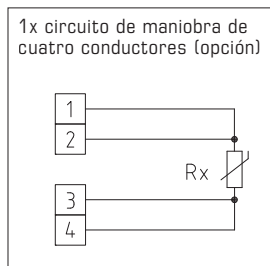 1x circuito de maniobra de
cuatro conductores (opción)
1
2
Rx
3
4